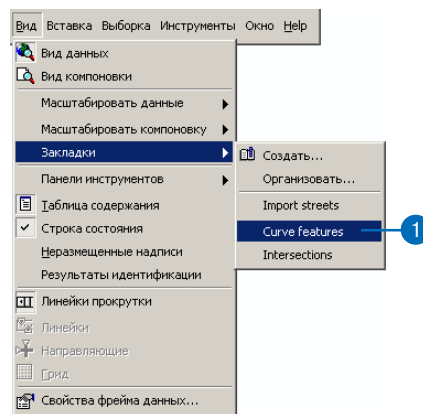 Вид Вставка Выборка Инструменты Окно Help
Вид данных
Вид компоновки
Масштабировать данные
Масштабировать компоновку
Закладки
Создать...
Панели инструментов
Организовать...
Таблица содержания
Import streets
Строка состояния
Curve features
1
Неразмещенные надписи
Intersections
Результаты идентификации
Линейки прокрутки
Линейки
Направляющие
Грид
Свойства фрейма данных...